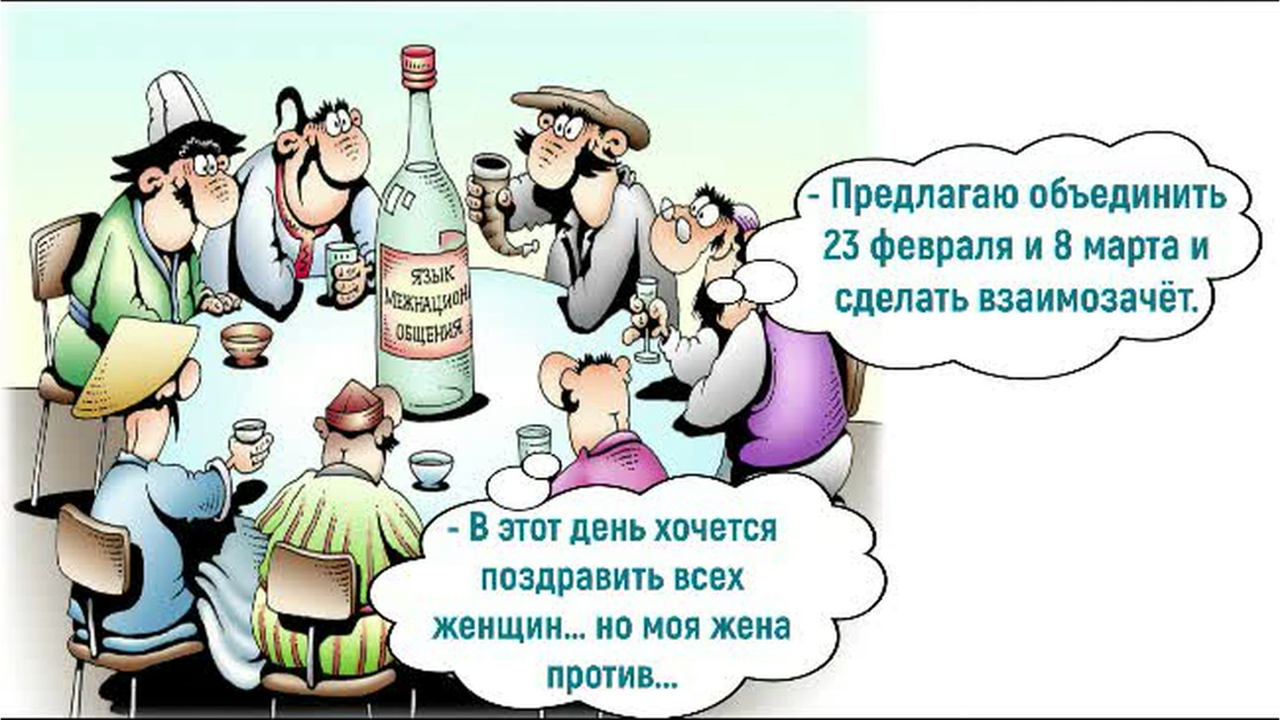 ЯЗЫК
МЕЖНАЦИОН
ОБЩЕНИЯ
- Предлагаю объединить
23 февраля и 8 марта и
сделать взаимозачёт.
- В этот день хочется
поздравить всех
женщин... но моя жена
против...